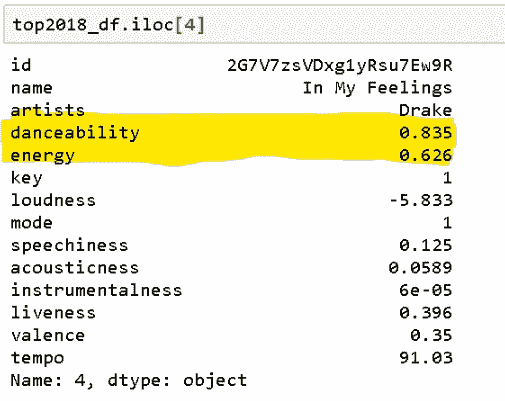 top2018_df.iloc[4]
id 2G7V7zsVDxg1yRsu7Ew9R
name In My Feelings
artists Drake
danceability 0.835
energy 0.626
key 1
loudness -5.833
mode 1
speechiness 0.125
acousticness 0.0589
instrumentalness 6e-05
liveness 0.396
valence 0.35
tempo 91.03
Name: 4, dtype: object